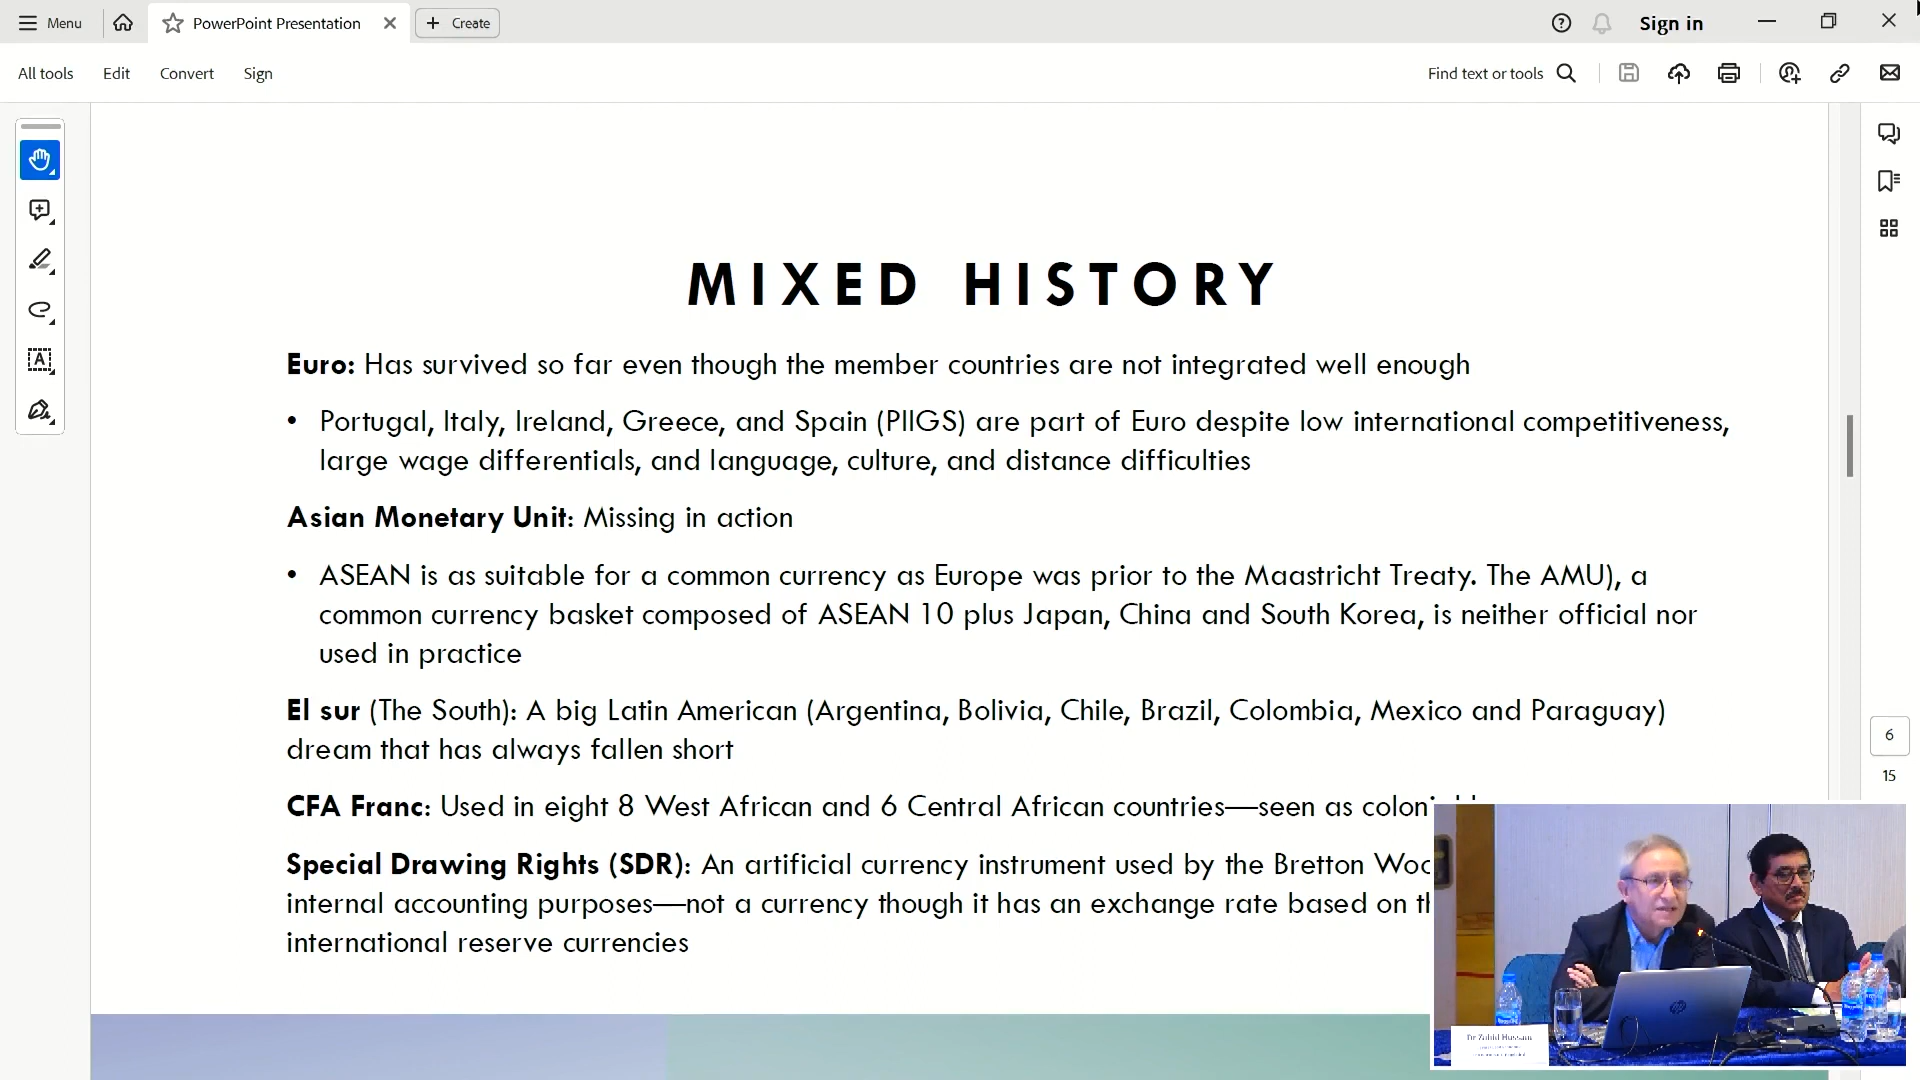 Menu
PowerPoint Presentation
Create
Sign in
All tools
Edit
Convert
Sign
Find text or tools
MIXED HISTORY
Euro: Has survived so far even though the member countries are not integrated well enough
• Portugal, Italy, Ireland, Greece, and Spain (PIIGS) are part of Euro despite low international competitiveness,
large wage differentials, and language, culture, and distance difficulties
Asian Monetary Unit: Missing in action
• ASEAN is as suitable for a common currency as Europe was prior to the Maastricht Treaty. The AMU), a
common currency basket composed of ASEAN 10 plus Japan, China and South Korea, is neither official nor
used in practice
El sur (The South): A big Latin American (Argentina, Bolivia, Chile, Brazil, Colombia, Mexico and Paraguay)
dream that has always fallen short
CFA Franc: Used in eight 8 West African and 6 Central African countries—seen as
Special Drawing Rights (SDR): An artificial currency instrument used by the Bretton
internal accounting purposes—not a currency though it has an exchange rate based on
international reserve currencies
6
15
Dr Zahid Hussain